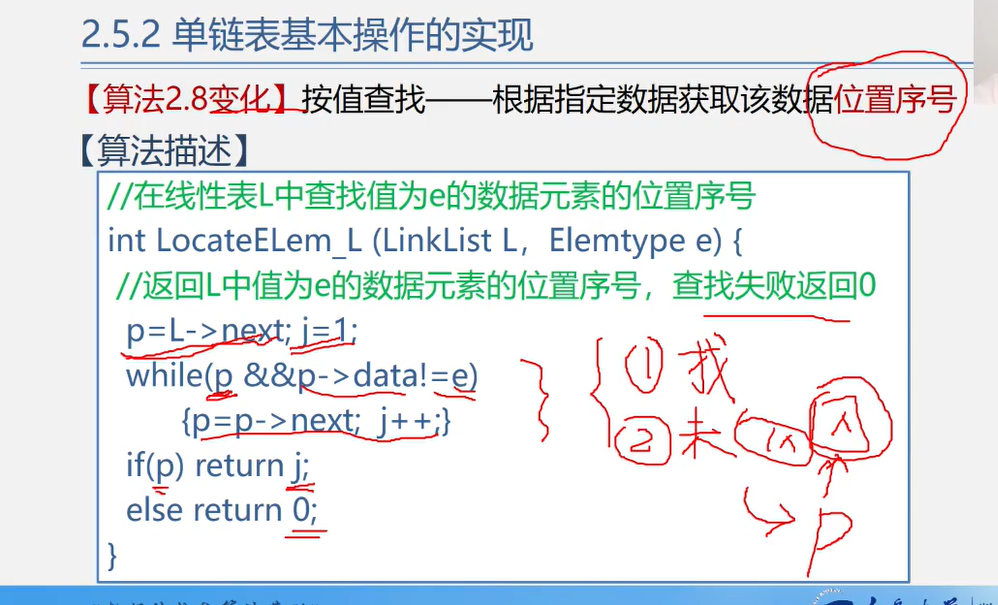 2.5.2 单链表基本操作的实现
【算法2.8变化】按值查找——根据指定数据获取该数据位置序号
【算法描述】
//在线性表L中查找值为e的数据元素的位置序号
int LocateELem_L (LinkList L，Elemtype e) {
//返回L中值为e的数据元素的位置序号，查找失败返回0
p=L->next; j=1;
while(p &&p->data!=e)
{p=p->next; j++;}
if(p) return j;
else return 0;
}
① 找
② 未
p